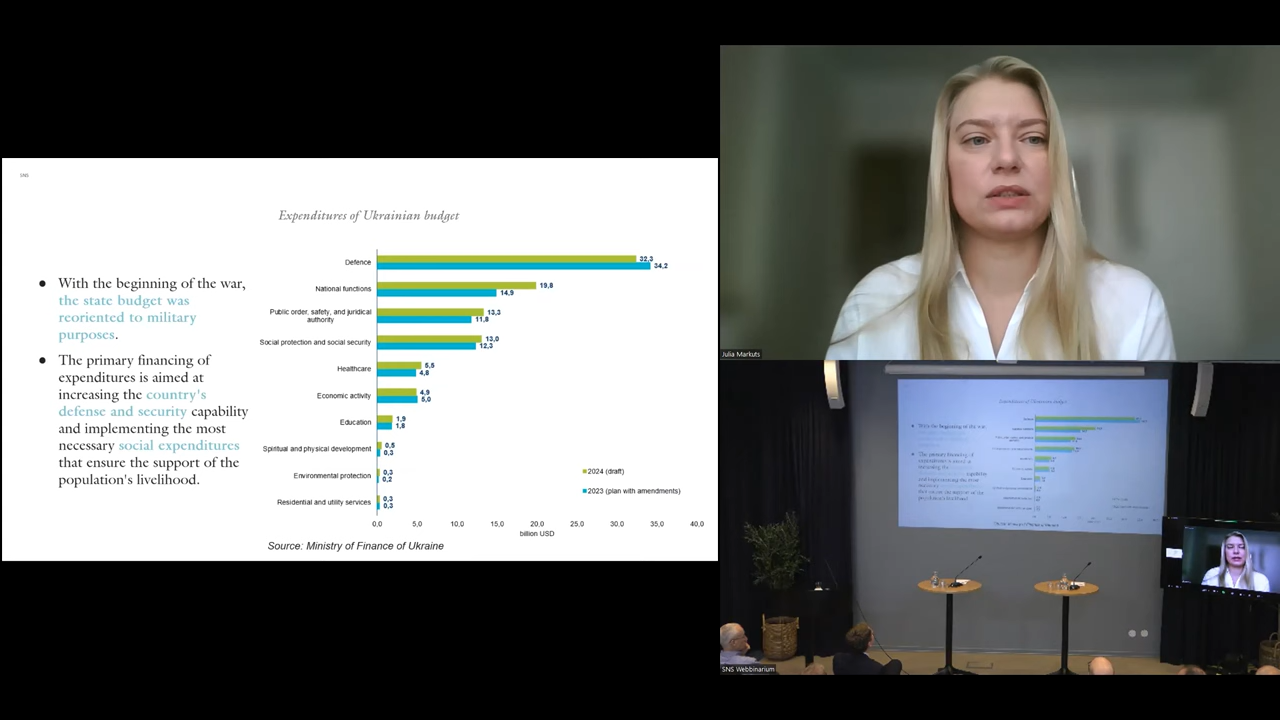 SNS
Expenditures of Ukrainian budget
● With the beginning of the war,
the state budget was
reoriented to military
purposes.
● The primary financing of
expenditures is aimed at
increasing the country's
defense and security capability
and implementing the most
necessary social expenditures
that ensure the support of the
population's livelihood.
Defence 32,3
34,2
National functions 19,8
14,9
Public order, safety, and juridical
authority 13,3
11,8
Social protection and social security 13,0
12,3
Healthcare 5,5
4,8
Economic activity 4,9
5,0
Education 1,9
1,8
Spiritual and physical development 0,5
0,3
Environmental protection 0,3
0,2
Residential and utility services 0,3
0,3
2024 (draft)
2023 (plan with amendments)
0,0 5,0 10,0 15,0 20,0 25,0 30,0 35,0 40,0
billion USD
Source: Ministry of Finance of Ukraine
Julia Markuts
Expenditures of Ukrainian budget
SNS Webbinarium